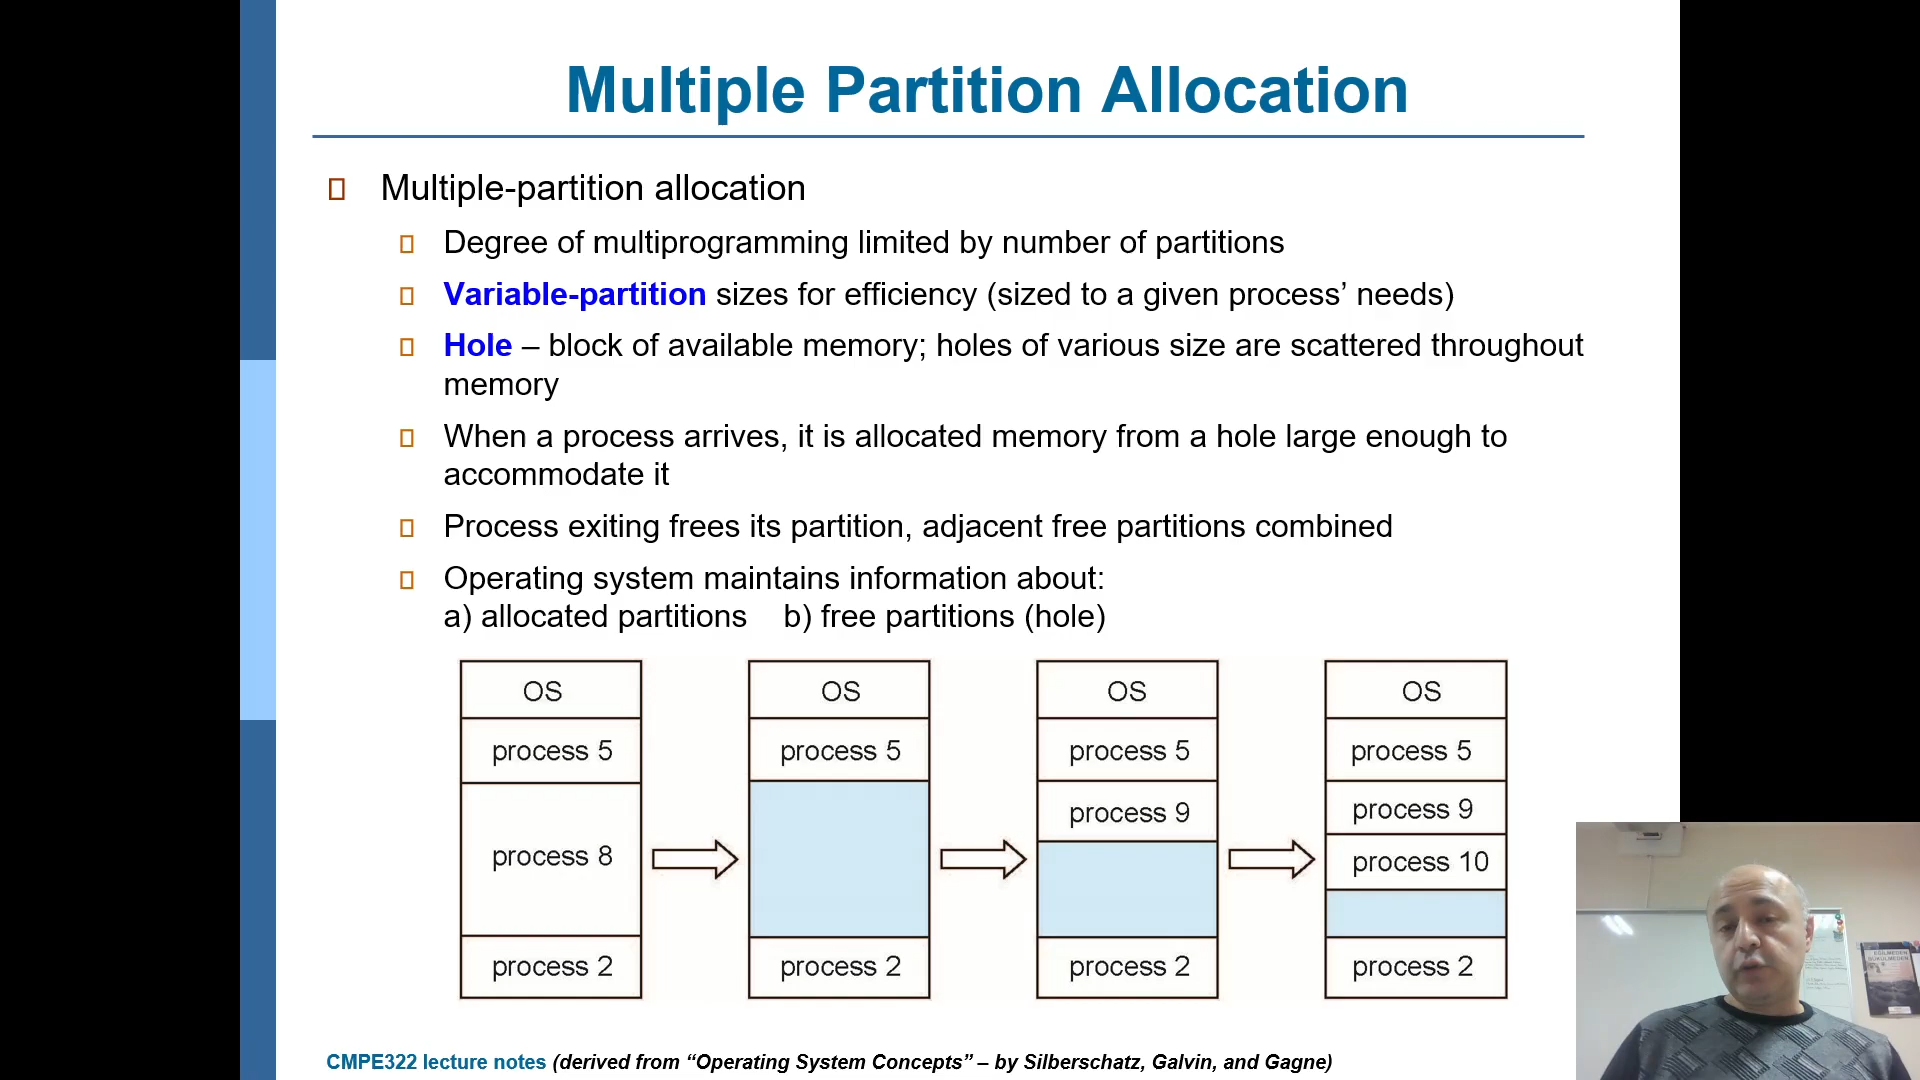 Multiple Partition Allocation
Multiple-partition allocation
Degree of multiprogramming limited by number of partitions
Variable-partition sizes for efficiency (sized to a given process’ needs)
Hole – block of available memory; holes of various size are scattered throughout
memory
When a process arrives, it is allocated memory from a hole large enough to
accommodate it
Process exiting frees its partition, adjacent free partitions combined
Operating system maintains information about:
a) allocated partitions b) free partitions (hole)
OS
process 5
process 8
process 2
OS
process 5
process 2
OS
process 5
process 9
process 2
OS
process 5
process 9
process 10
process 2
EĞİLMEDEN
BÜKÜLMEDEN
CMPE322 lecture notes (derived from “Operating System Concepts” – by Silberschatz, Galvin, and Gagne)